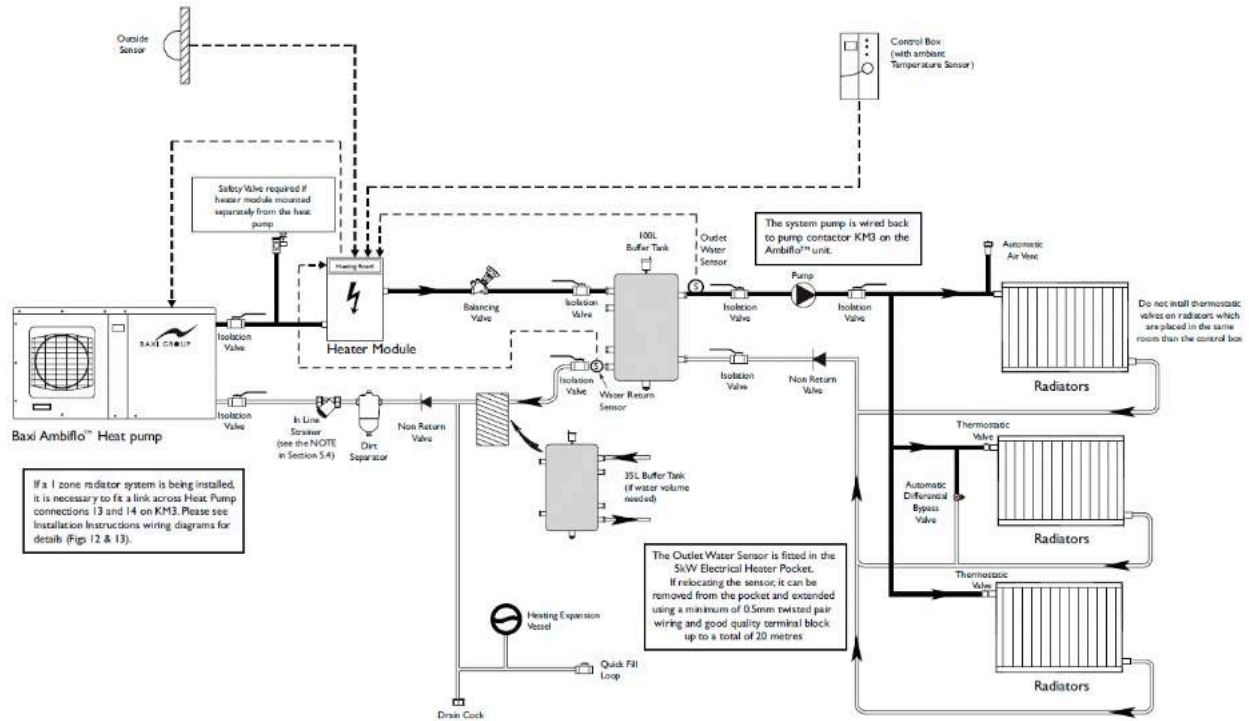 Outside
Sensor
Control Box
(with ambiant
Temperature Sensor)
Safety Valve required if
heater module mounted
separately from the heat
pump
Heating Board
100L
Buffer Tank
Outlet
Water
Sensor
S
The system pump is wired back
to pump contactor KM3 on the
Ambiflo™ unit.
Automatic
Air Vent
Pump
Isolation
Valve
Isolation
Valve
Isolation
Valve
Balancing
Valve
Do not intall thermostatic
valves on radiators which
are placed in the same
room than the control box
BAXI GROUP
Isolation
Valve
Heater Module
Radiators
S
Isolation
Valve
Water Return
Sensor
Isolation
Valve
Non Return
Valve
Isolation
Valve
In Line
Strainer
(see the NOTE
in Section 5.4)
Dirt
Separator
Non Return
Valve
Baxi Ambiflo™ Heat pump
Thermostatic
Valve
35L Buffer Tank
(if water volume
needed)
Automatic
Differential
Bypass
Valve
Radiators
If a 1 zone radiator system is being installed,
it is necessary to fit a link across Heat Pump
connections 13 and 14 on KM3. Please see
Installation Instructions wiring diagrams for
details (Figs 12 & 13).
The Outlet Water Sensor is fitted in the
5kW Electrical Heater Pocket.
If relocating the sensor, it can be
removed from the pocket and extended
using a minimum of 0.5mm twisted pair
wiring and good quality terminal block
up to a total of 20 metres
Thermostatic
Valve
Radiators
Heating Expansion
Vessel
Quick Fill
Loop
Drain Cock